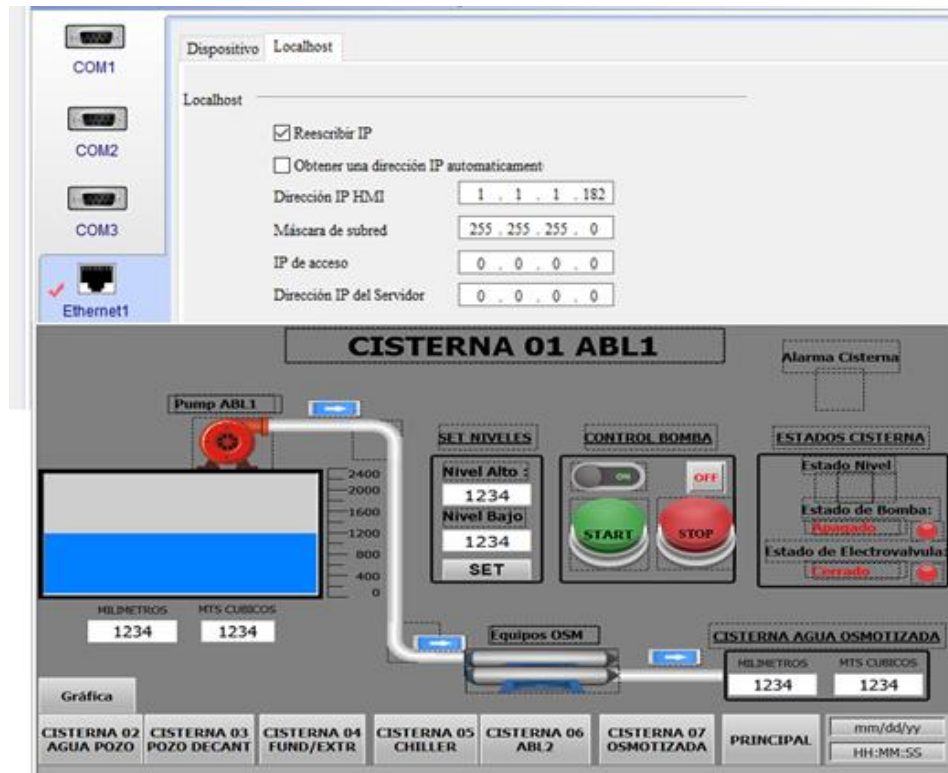 COM1
COM2
COM3
Ethernet1
Dispositivo Localhost
Localhost
Reescribir IP
Obtener una dirección IP automaticament
Dirección IP HMI 1 . 1 . 1 . 182
Máscara de subred 255 . 255 . 255 . 0
IP de acceso 0 . 0 . 0 . 0
Dirección IP del Servidor 0 . 0 . 0 . 0
CISTERNA 01 ABL1
Alarma Cisterna
Pump ABL1
2400
2000
1600
1200
800
400
0
MILIMETROS MTS CUBICOS
1234 1234
SET NIVELES
Nivel Alto :
1234
Nivel Bajo
1234
SET
CONTROL BOMBA
ON OFF
START STOP
ESTADOS CISTERNA
Estado Nivel
Estado de Bomba:
Apagado
Estado de Electrovalvula:
Cerrado
Equipos OSM
CISTERNA AGUA OSMOTIZADA
MILIMETROS MTS CUBICOS
1234 1234
Gráfica
CISTERNA 02 AGUA POZO
CISTERNA 03 POZO DECANT
CISTERNA 04 FUND/EXTR
CISTERNA 05 CHILLER
CISTERNA 06 ABL2
CISTERNA 07 OSMOTIZADA
PRINCIPAL
mm/dd/yy
HH:MM:SS